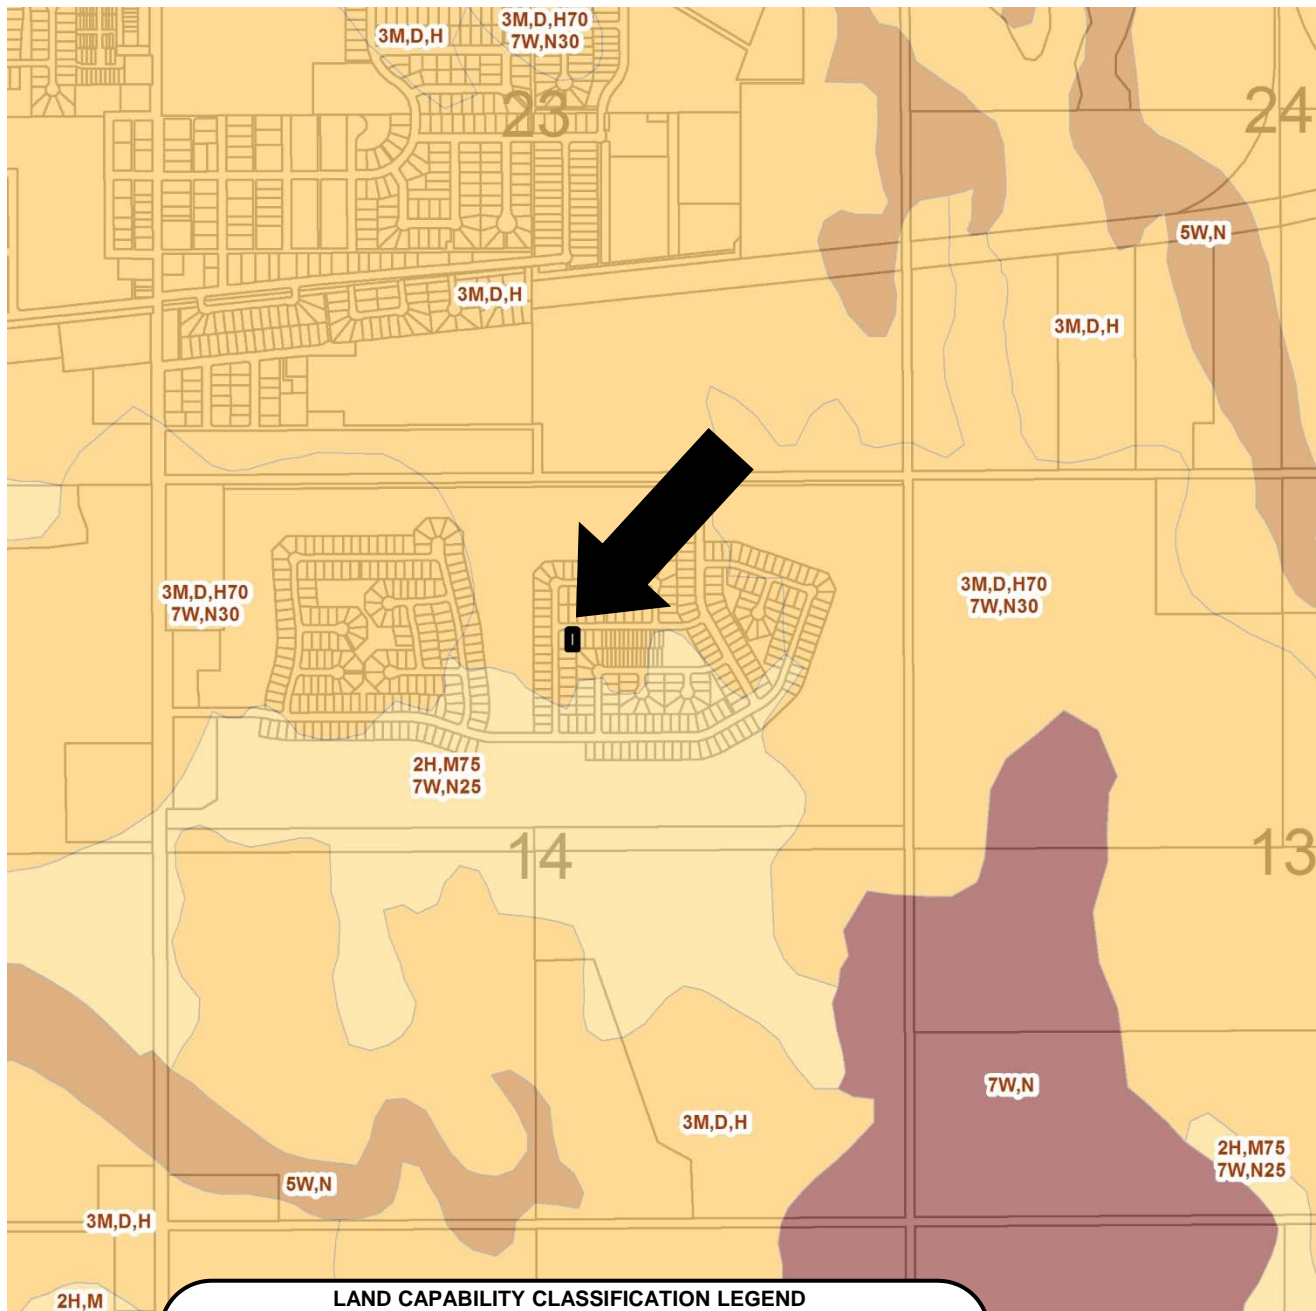 3M,D,H
3M,D,H70
7W,N30
23
24
5W,N
3M,D,H
3M,D,H
3M,D,H70
7W,N30
3M,D,H70
7W,N30
2H,M75
7W,N25
14
13
7W,N
3M,D,H
2H,M75
7W,N25
5W,N
3M,D,H
2H,M
LAND CAPABILITY CLASSIFICATION LEGEND